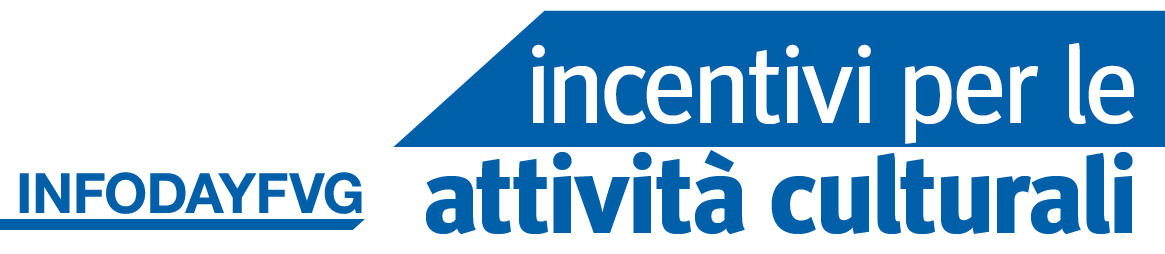 incentivi per le
attività culturali
INFODAYFVG